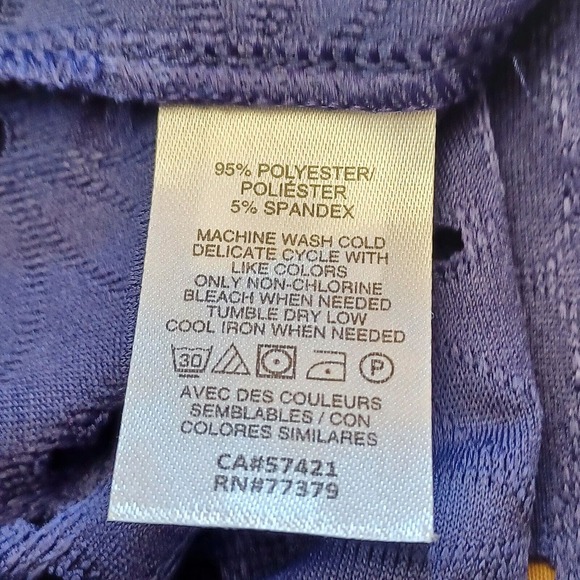 95% POLYESTER/
POLIÉSTER
5% SPANDEX
MACHINE WASH COLD
DELICATE CYCLE WITH
LIKE COLORS
ONLY NON-CHLORINE
BLEACH WHEN NEEDED
TUMBLE DRY LOW
COOL IRON WHEN NEEDED
30 P
AVEC DES COULEURS
SEMBLABLES / CON
COLORES SIMILARES
CA#57421
RN#77379